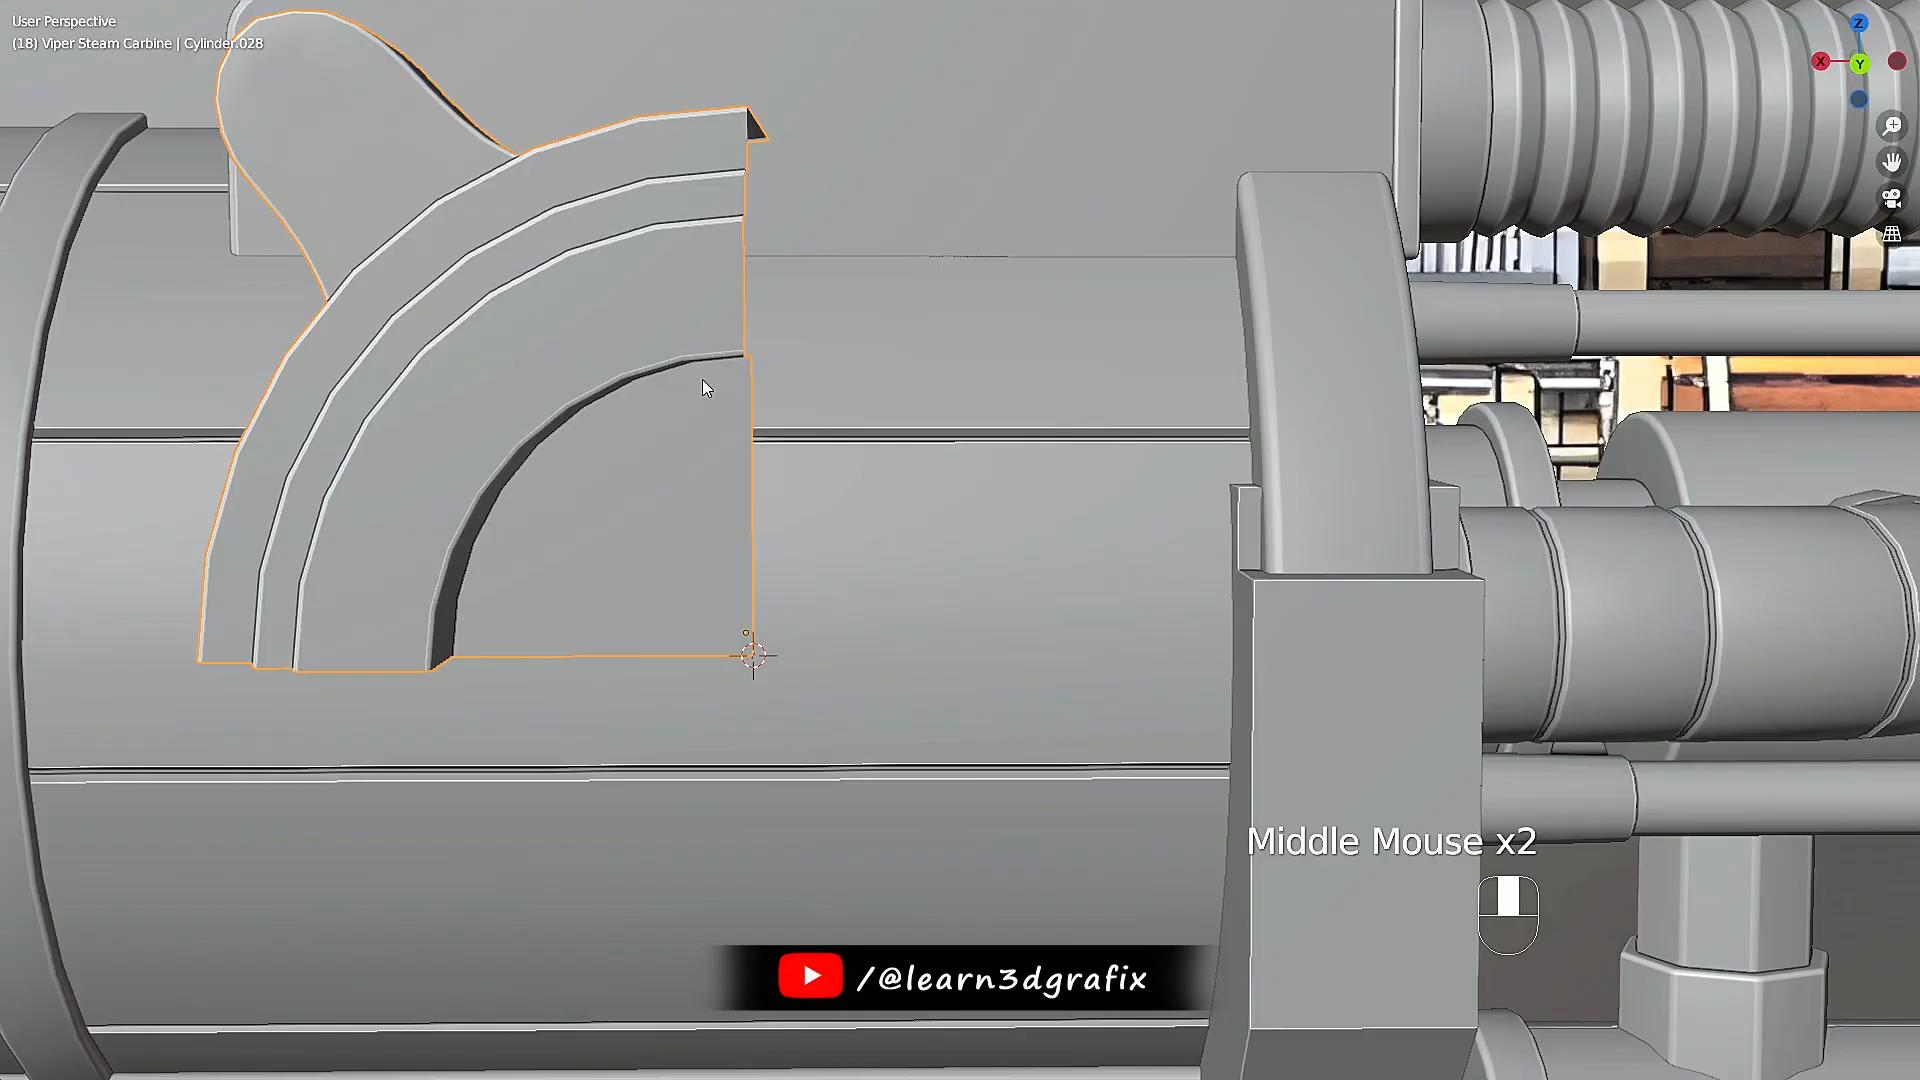 User Perspective
(18) Viper Steam Carbine | Cylinder.028
Z
X
Y
Middle Mouse x2
/@learn3dgrafix